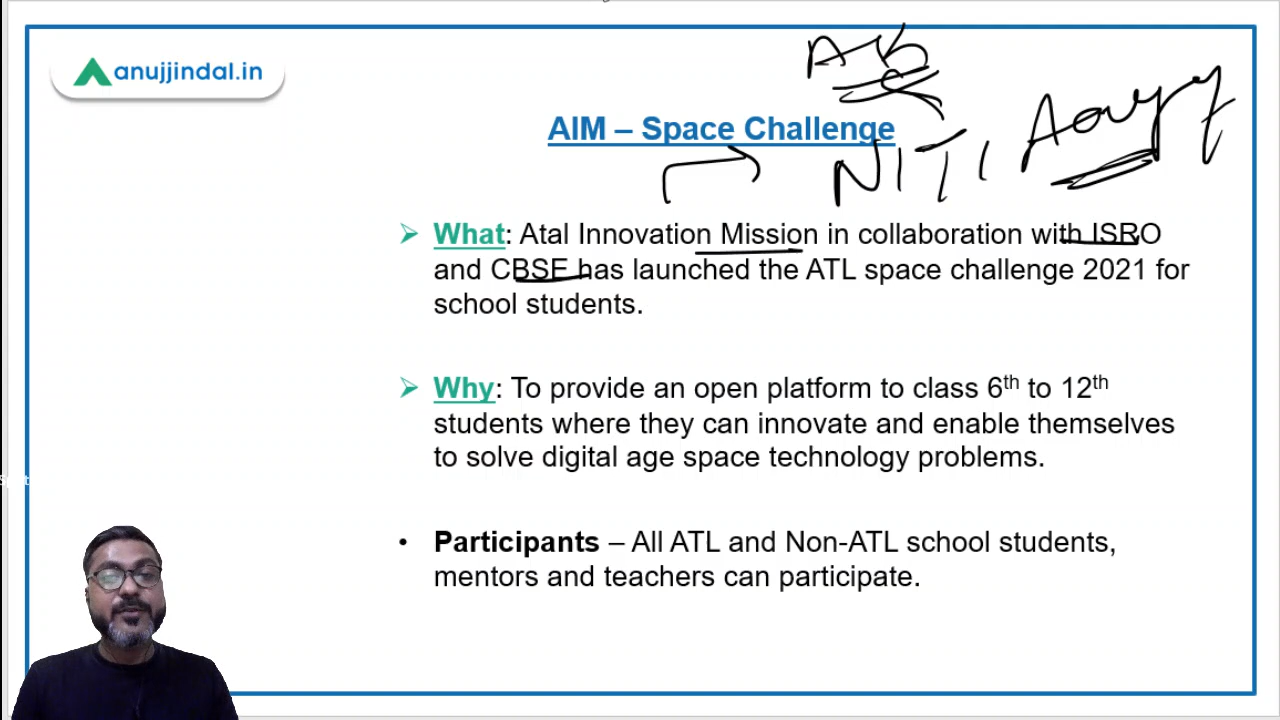 anujjindal.in
AIM – Space Challenge
NITI Aayog
What: Atal Innovation Mission in collaboration with ISRO
and CBSE has launched the ATL space challenge 2021 for
school students.
Why: To provide an open platform to class 6th to 12th
students where they can innovate and enable themselves
to solve digital age space technology problems.
Participants – All ATL and Non-ATL school students,
mentors and teachers can participate.